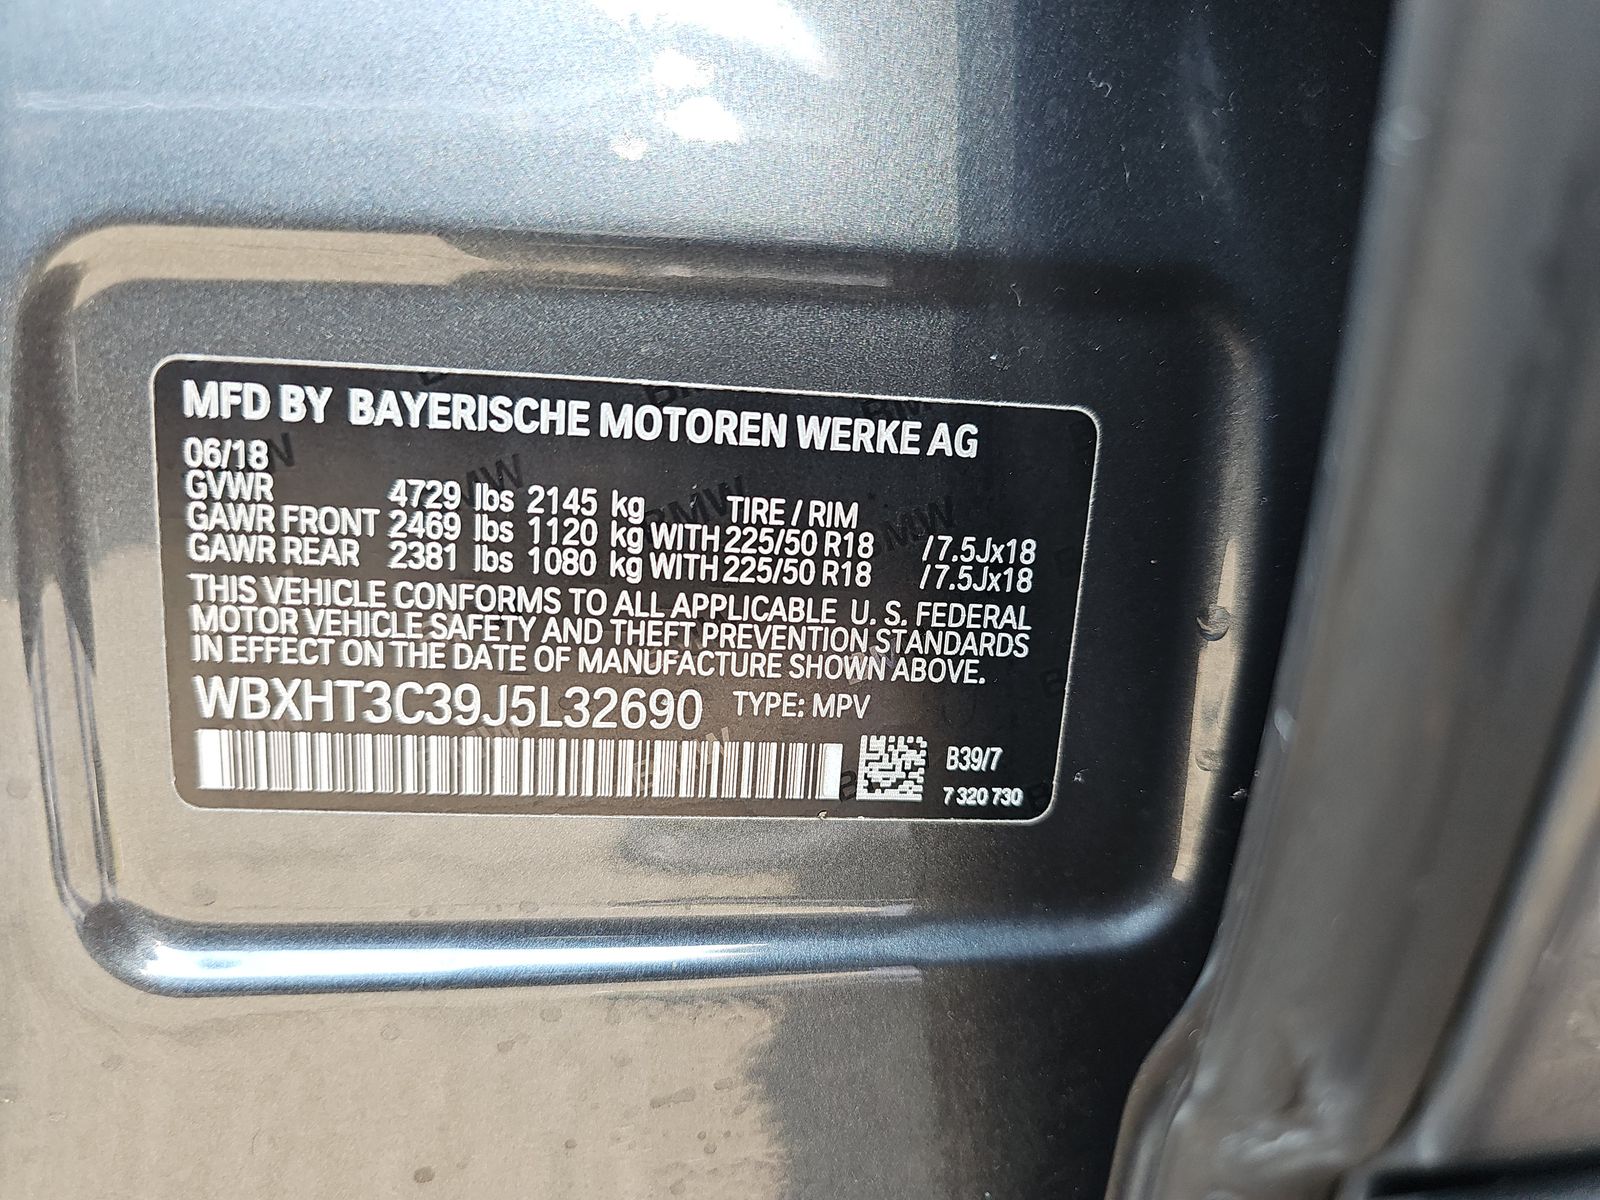 MFD BY BAYERISCHE MOTOREN WERKE AG
06/18
GVWR 4729 lbs 2145 kg TIRE / RIM
GAWR FRONT 2469 lbs 1120 kg WITH 225/50 R18 /7.5Jx18
GAWR REAR 2381 lbs 1080 kg WITH 225/50 R18 /7.5Jx18
THIS VEHICLE CONFORMS TO ALL APPLICABLE U. S. FEDERAL
MOTOR VEHICLE SAFETY AND THEFT PREVENTION STANDARDS
IN EFFECT ON THE DATE OF MANUFACTURE SHOWN ABOVE.
WBXHT3C39J5L32690 TYPE: MPV
B39/7
7 320 730